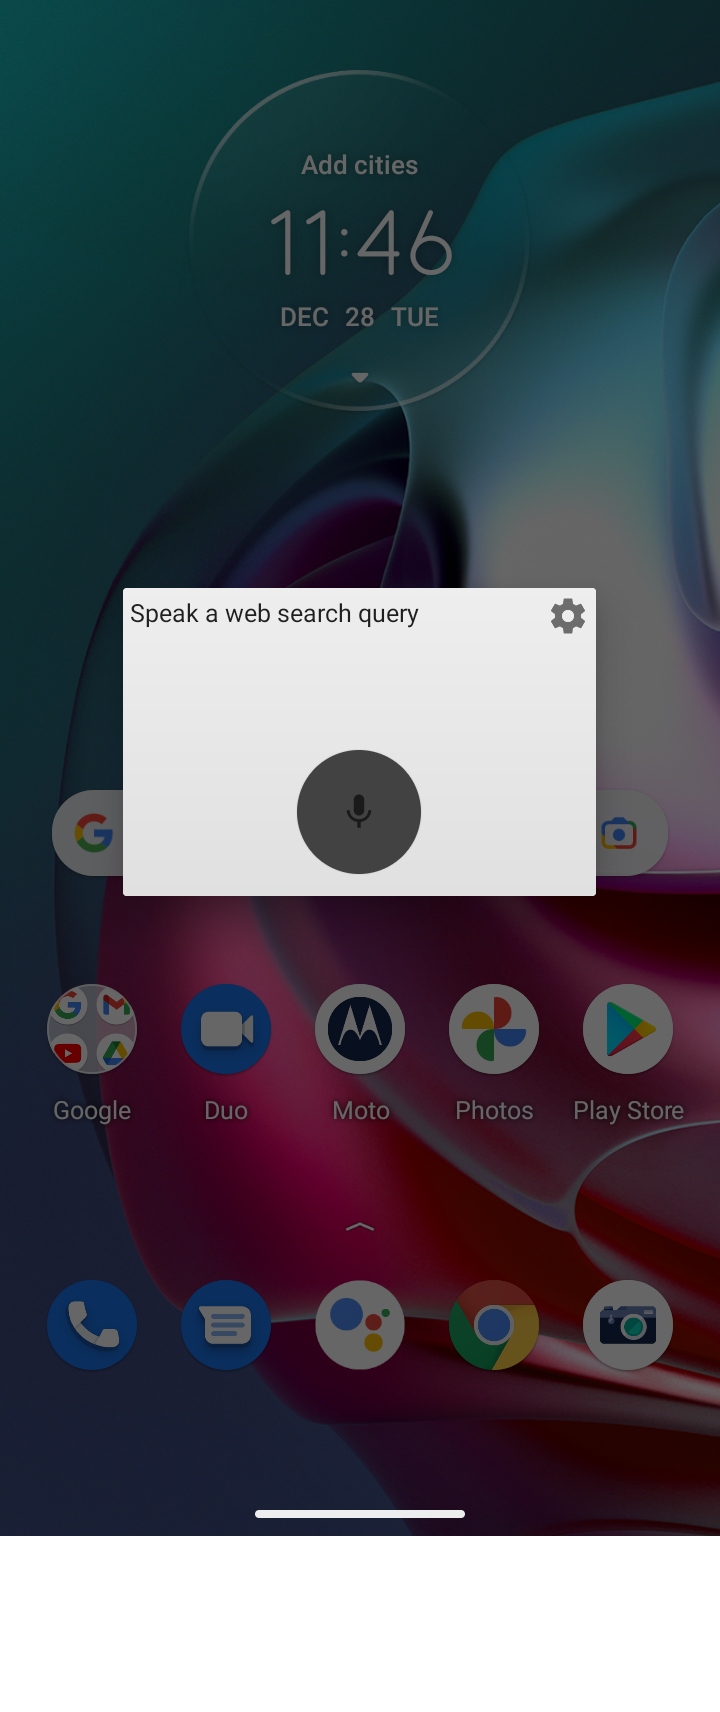 Add cities
11:46
DEC 28 TUE
Speak a web search query
Google
Duo
Moto
Photos
Play Store